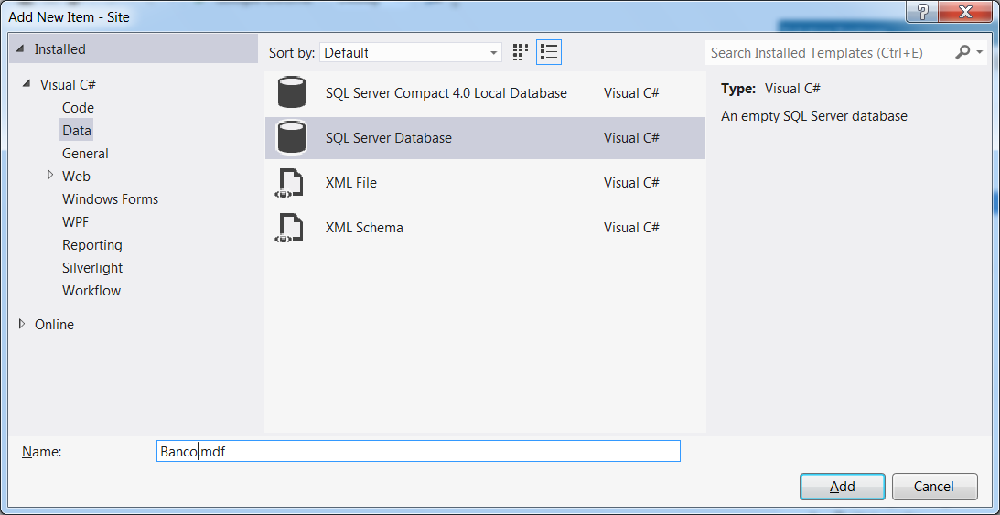 Add New Item - Site
Installed
Visual C#
Code
Data
General
Web
Windows Forms
WPF
Reporting
Silverlight
Workflow
Online
Sort by: Default
SQL Server Compact 4.0 Local Database Visual C#
SQL Server Database Visual C#
XML File Visual C#
XML Schema Visual C#
Search Installed Templates (Ctrl+E)
Type: Visual C#
An empty SQL Server database
Name: Banco.mdf
Add Cancel